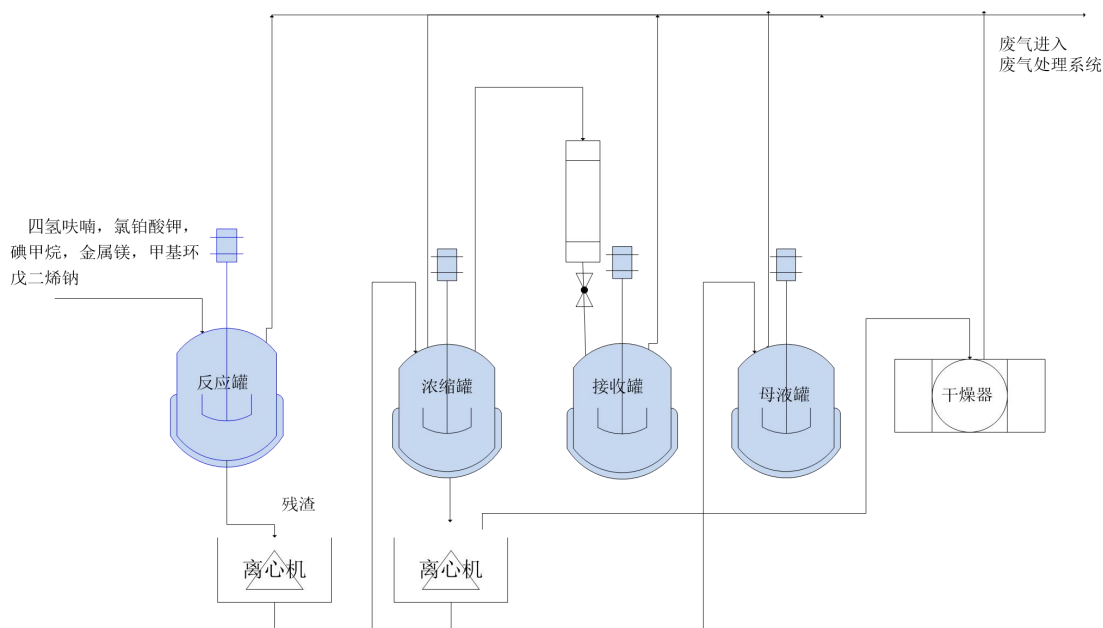 废气进入
废气处理系统
四氢呋喃，氯铂酸钾，
碘甲烷，金属镁，甲基环
戊二烯钠
反应罐
浓缩罐
接收罐
母液罐
干燥器
残渣
离心机
离心机